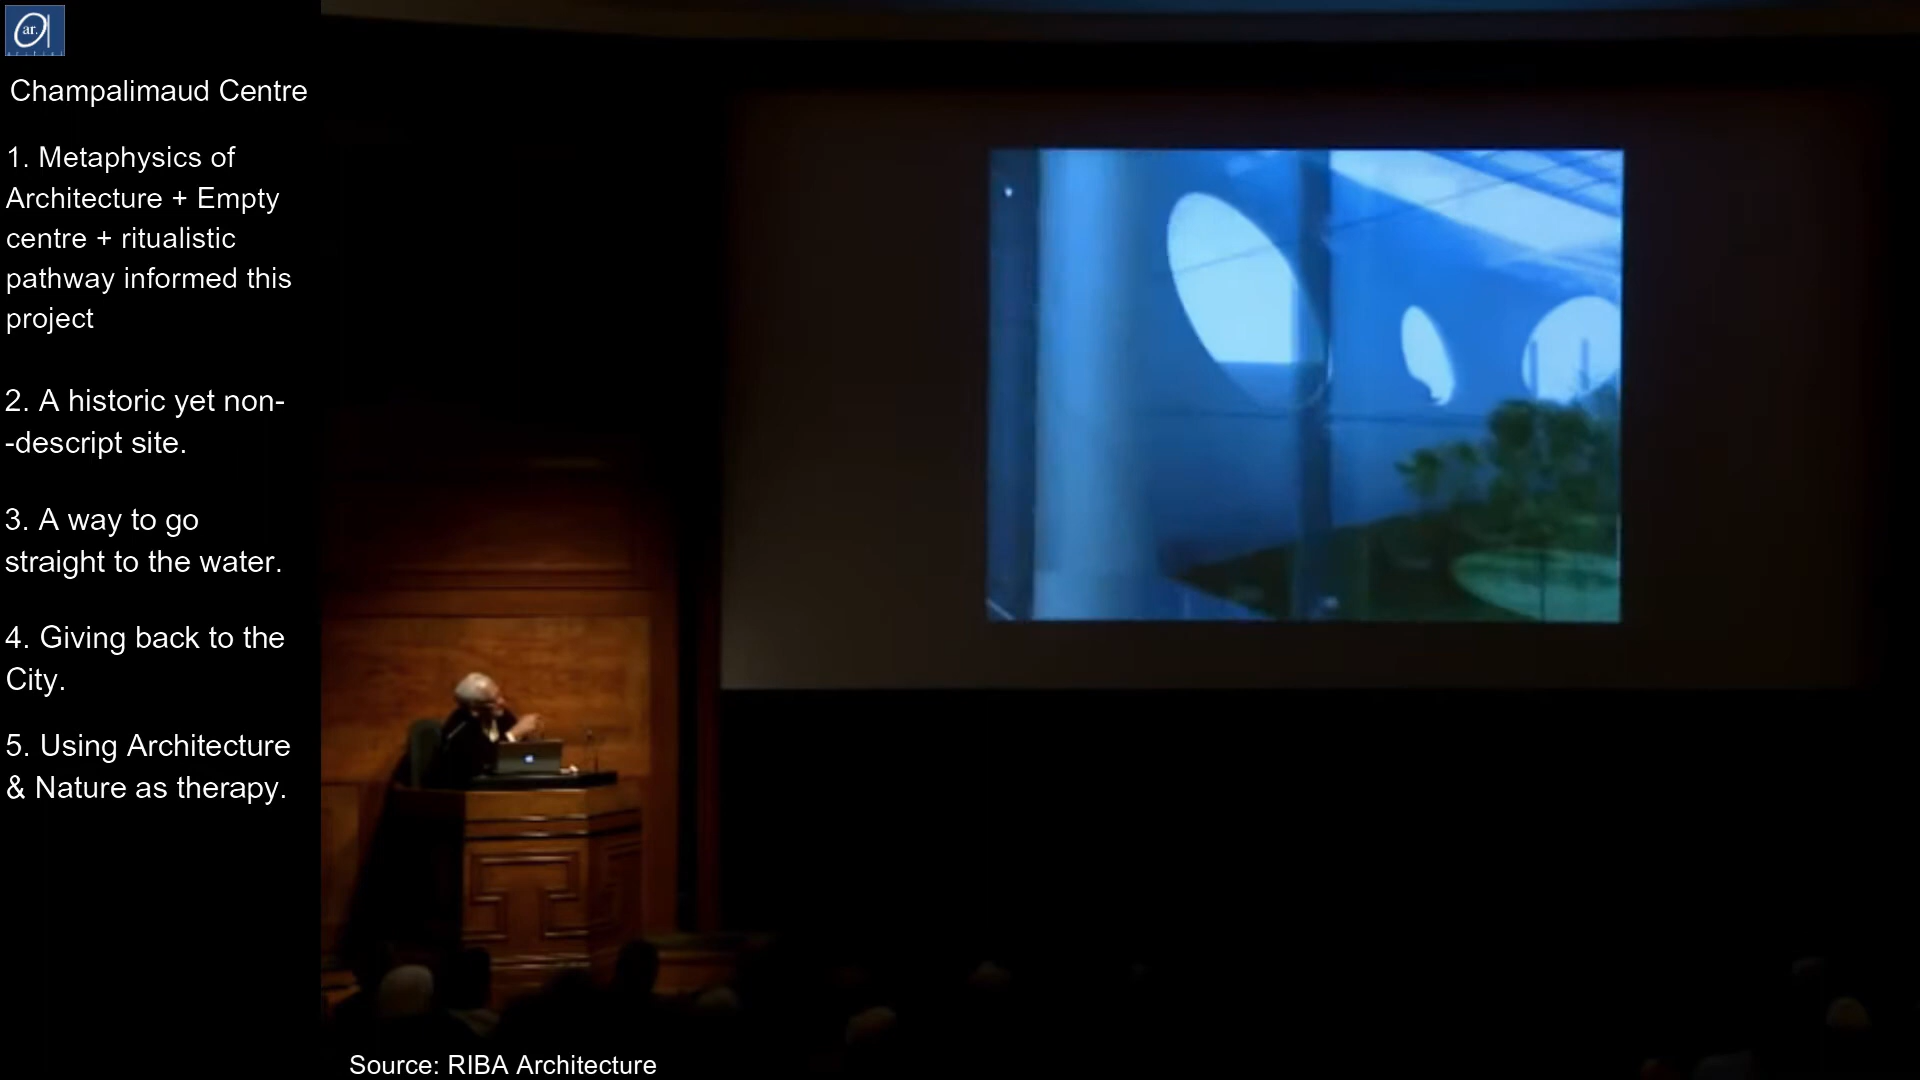 ar.
Champalimaud Centre
1. Metaphysics of
Architecture + Empty
centre + ritualistic
pathway informed this
project
2. A historic yet non-
-descript site.
3. A way to go
straight to the water.
4. Giving back to the
City.
5. Using Architecture
& Nature as therapy.
Source: RIBA Architecture